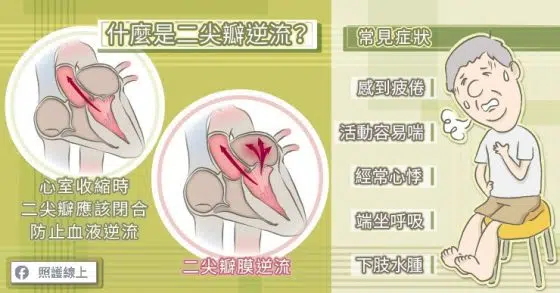 什麼是二尖瓣逆流?
心室收縮時
二尖瓣應該閉合
防止血液逆流
二尖瓣膜逆流
照護線上
常見症狀
感到疲倦
活動容易喘
經常心悸
端坐呼吸
下肢水腫